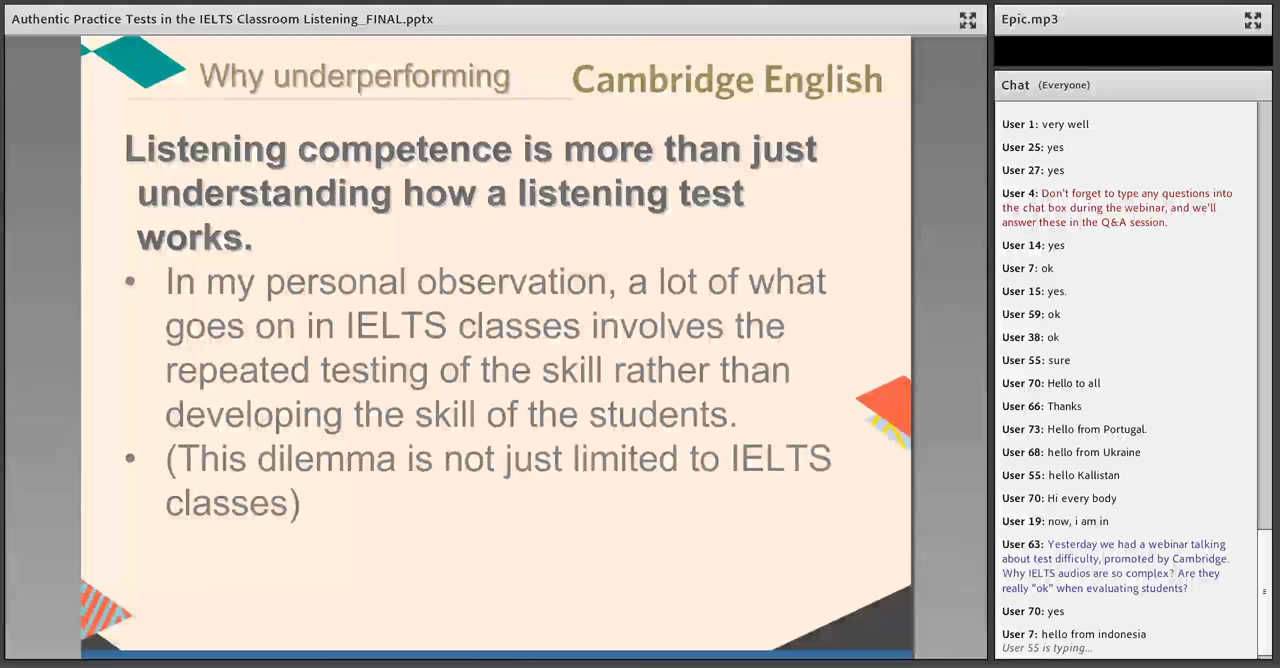 Authentic Practice Tests in the IELTS Classroom Listening_FINAL.pptx
Why underperforming
Cambridge English
Listening competence is more than just
understanding how a listening test
works.
• In my personal observation, a lot of what
goes on in IELTS classes involves the
repeated testing of the skill rather than
developing the skill of the students.
• (This dilemma is not just limited to IELTS
classes)
Epic.mp3
Chat (Everyone)
User 1: very well
User 25: yes
User 27: yes
User 4: Don't forget to type any questions into
the chat box during the webinar, and we'll
answer these in the Q&A session.
User 14: yes
User 7: ok
User 15: yes.
User 59: ok
User 38: ok
User 55: sure
User 70: Hello to all
User 66: Thanks
User 73: Hello from Portugal.
User 68: hello from Ukraine
User 55: hello Kallistan
User 70: Hi every body
User 19: now, i am in
User 63: Yesterday we had a webinar talking
about test difficulty, promoted by Cambridge.
Why IELTS audios are so complex? Are they
really "ok" when evaluating students?
User 70: yes
User 7: hello from indonesia
User 55 is typing...